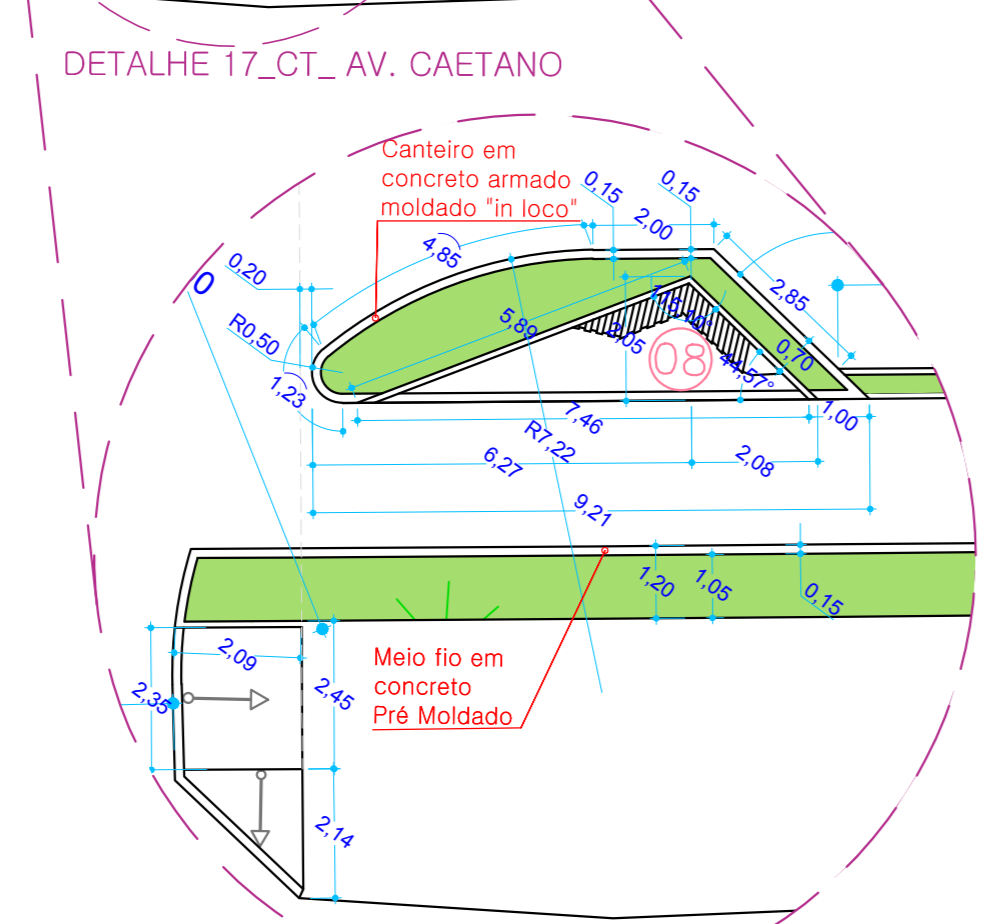 DETALHE 17_CT_ AV. CAETANO
Canteiro em
concreto armado
moldado "in loco"
0,15
0,15
2,00
4,85
0,20
0
R0,50
1,23
5,89
115,10°
2,05
08
44,57°
0,70
2,85
7,46
1,00
R7,22
6,27
2,08
9,21
1,20
1,05
0,15
Meio fio em
concreto
Pré Moldado
2,09
2,35
2,45
2,14